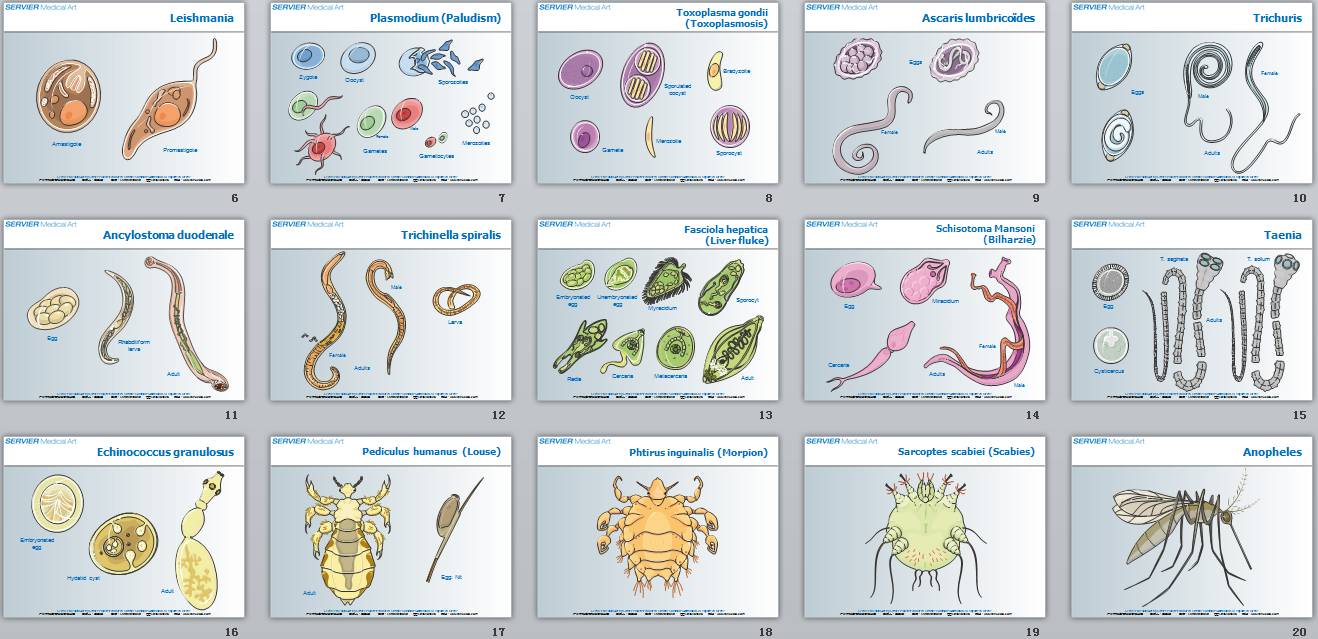 SERVIER Medical Art
Leishmania
Amastigote
Promastigote
6
SERVIER Medical Art
Plasmodium (Paludism)
Zygote
Oocyst
Sporozoites
Female
Male
Gametes
Gametocytes
Merozoites
7
SERVIER Medical Art
Toxoplasma gondii
(Toxoplasmosis)
Oocyst
Sporulated
oocyst
Bradyzoite
Gamete
Merozoite
Sporocyst
8
SERVIER Medical Art
Ascaris lumbricoïdes
Eggs
Female
Male
Adults
9
SERVIER Medical Art
Trichuris
Eggs
Male
Female
Adults
10
SERVIER Medical Art
Ancylostoma duodenale
Egg
Rhabditiform
larva
Adult
11
SERVIER Medical Art
Trichinella spiralis
Male
Larva
Female
Adults
12
SERVIER Medical Art
Fasciola hepatica
(Liver fluke)
Embryonated
egg
Unembryonated
egg
Myracidium
Sporocyt
Redia
Cercaria
Metacercaria
Adult
13
SERVIER Medical Art
Schisotoma Mansoni
(Bilharzie)
Egg
Miracidium
Cercaria
Female
Adults
Male
14
SERVIER Medical Art
Taenia
T. saginata
T. solium
Egg
Adults
Cysticercus
15
SERVIER Medical Art
Echinococcus granulosus
Embryonated
egg
Hydatid cyst
Adult
16
SERVIER Medical Art
Pediculus humanus (Louse)
Egg: Nit
Adult
17
SERVIER Medical Art
Phtirus inguinalis (Morpion)
18
SERVIER Medical Art
Sarcoptes scabiei (Scabies)
19
SERVIER Medical Art
Anopheles
20